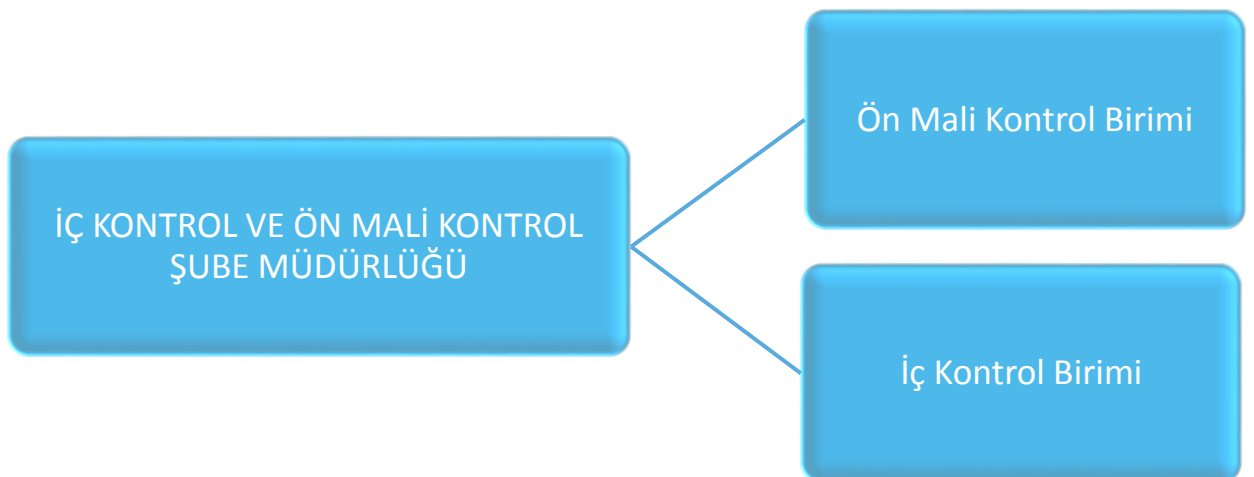 İÇ KONTROL VE ÖN MALİ KONTROL
ŞUBE MÜDÜRLÜĞÜ
Ön Mali Kontrol Birimi
İç Kontrol Birimi